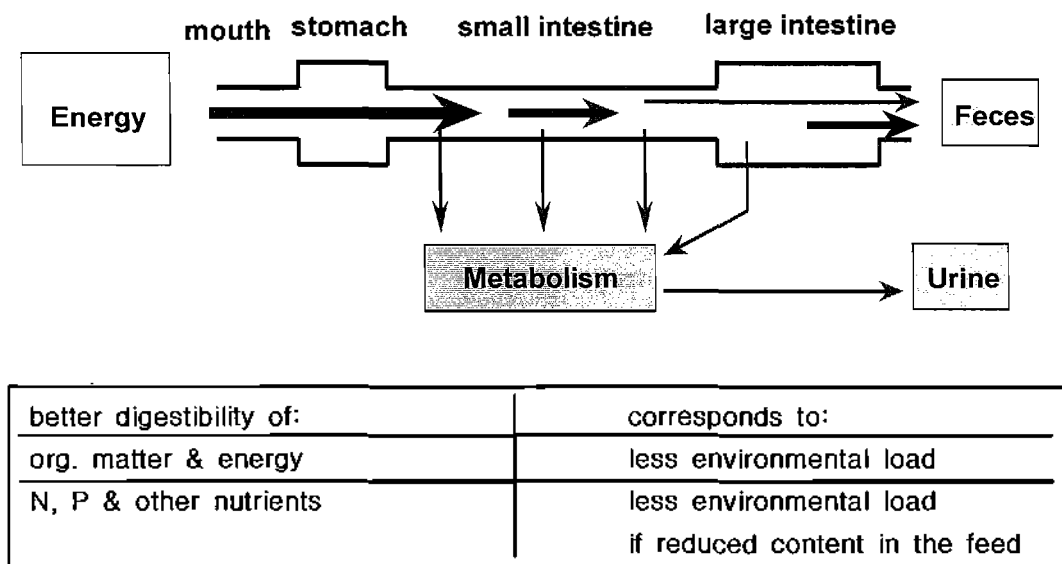 mouth stomach small intestine large intestine
Energy
Feces
Metabolism
Urine
better digestibility of: corresponds to:
org. matter & energy less environmental load
N, P & other nutrients less environmental load
if reduced content in the feed